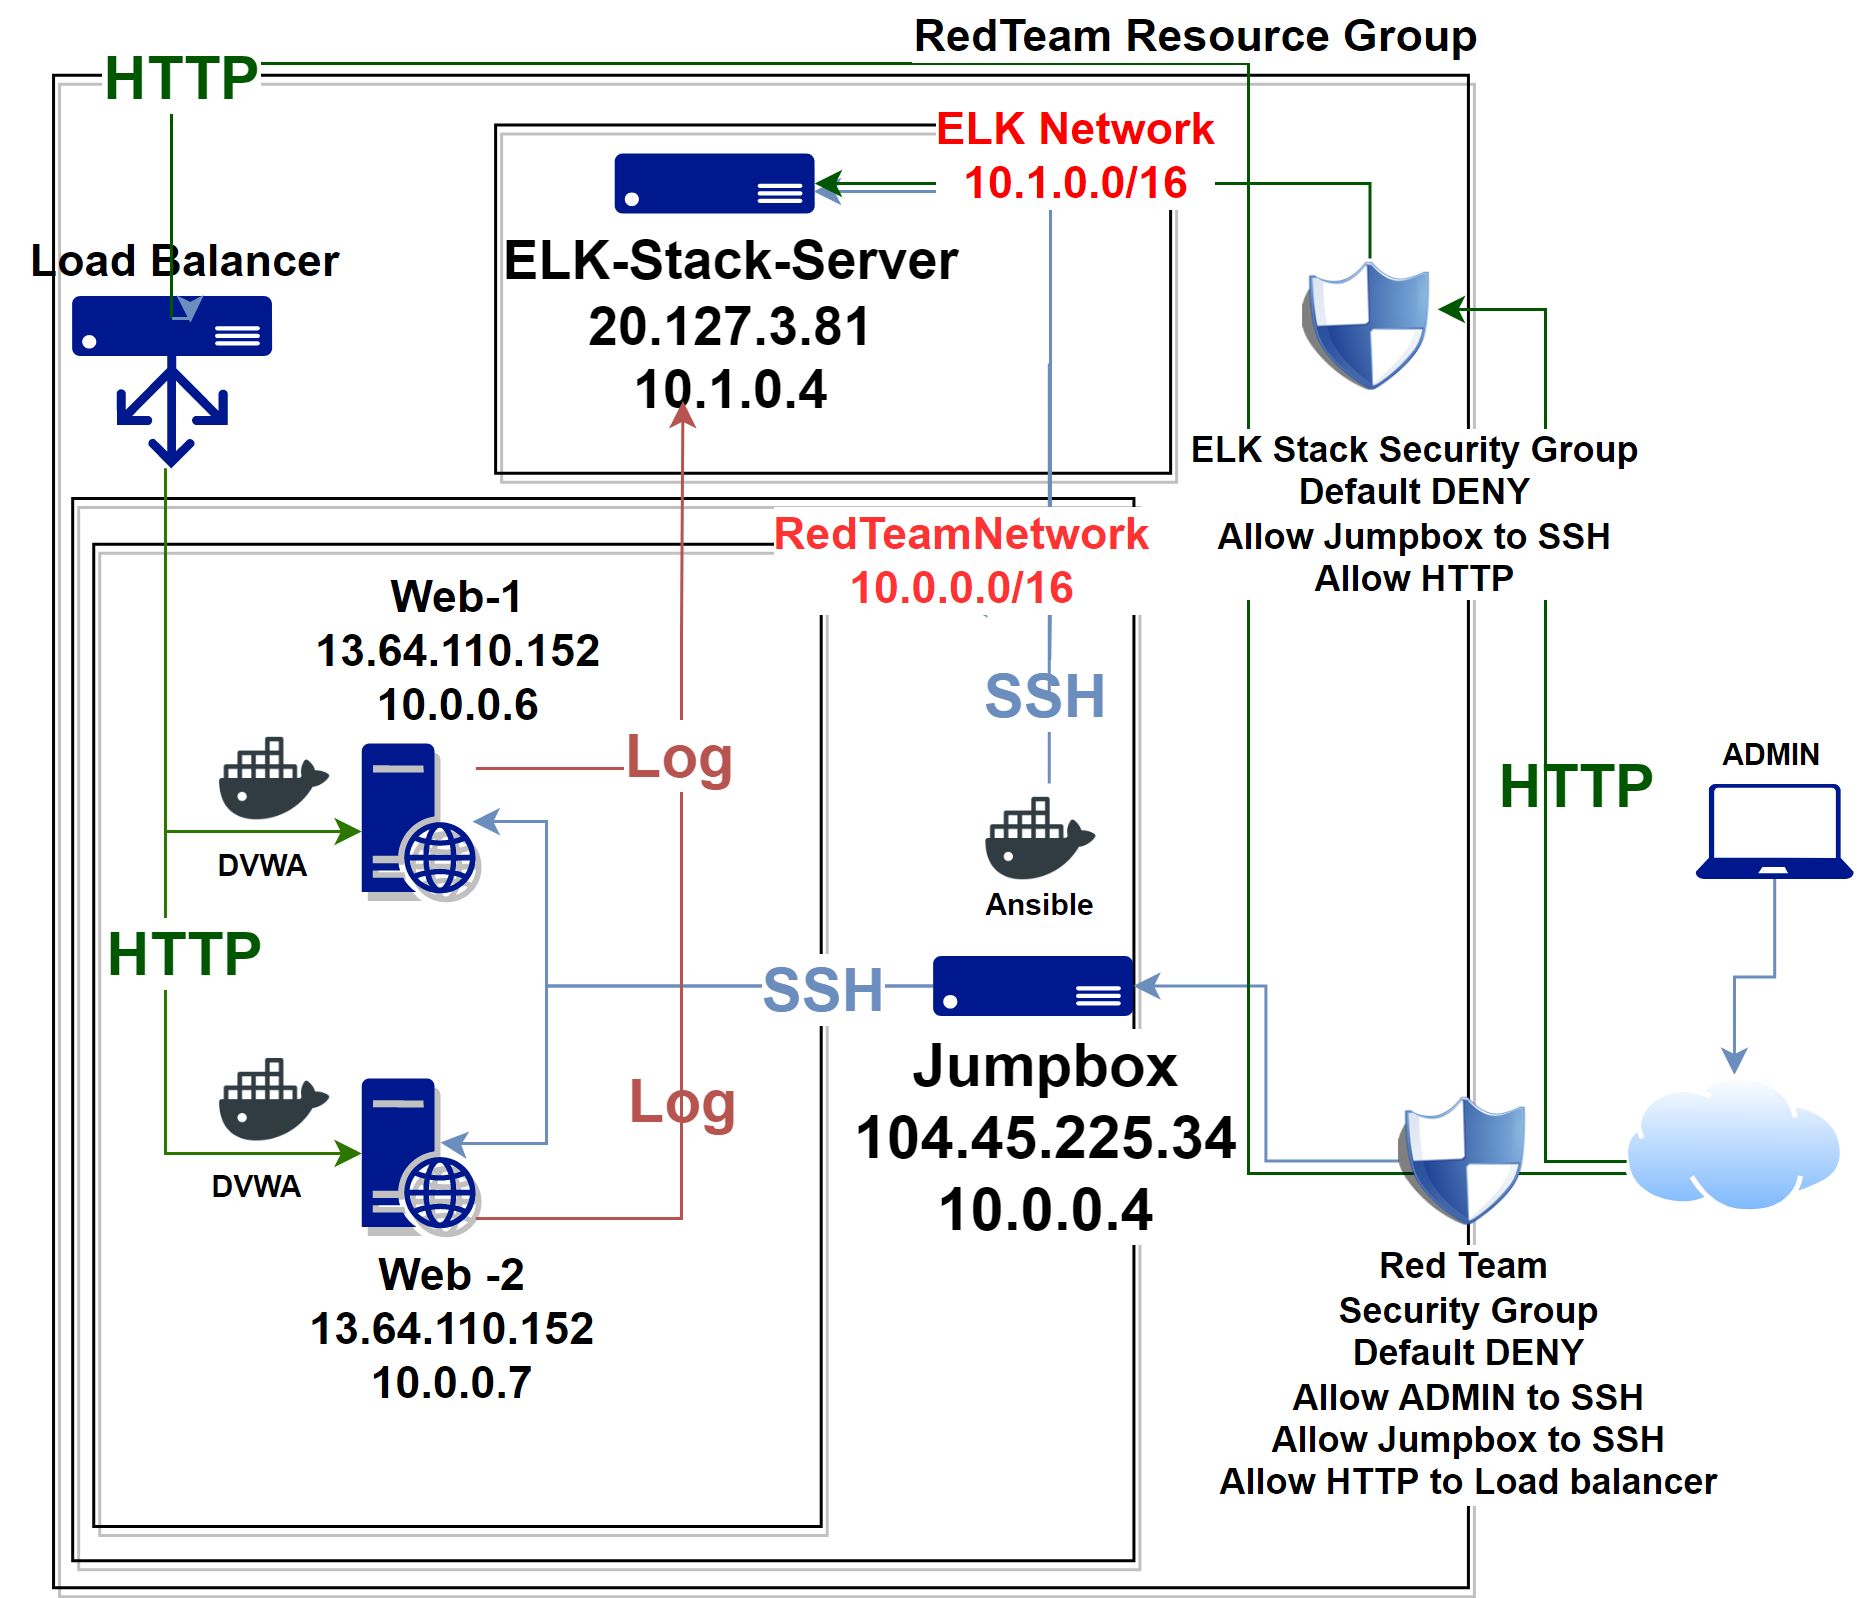 RedTeam Resource Group
HTTP
ELK Network
10.1.0.0/16
Load Balancer
ELK-Stack-Server
20.127.3.81
10.1.0.4
ELK Stack Security Group
Default DENY
Allow Jumpbox to SSH
Allow HTTP
RedTeamNetwork
10.0.0.0/16
Web-1
13.64.110.152
10.0.0.6
SSH
Log
HTTP
ADMIN
DVWA
Ansible
HTTP
SSH
Jumpbox
104.45.225.34
10.0.0.4
Log
DVWA
Web -2
13.64.110.152
10.0.0.7
Red Team
Security Group
Default DENY
Allow ADMIN to SSH
Allow Jumpbox to SSH
Allow HTTP to Load balancer